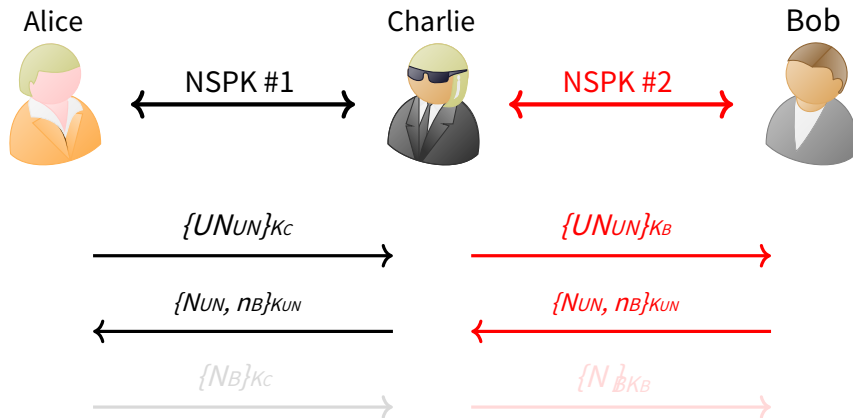 Alice Charlie Bob
NSPK #1 NSPK #2
{UNUN}KC {UNUN}KB
{NUN, nB}KUN {NUN, nB}KUN
{NB}KC {N }BKB